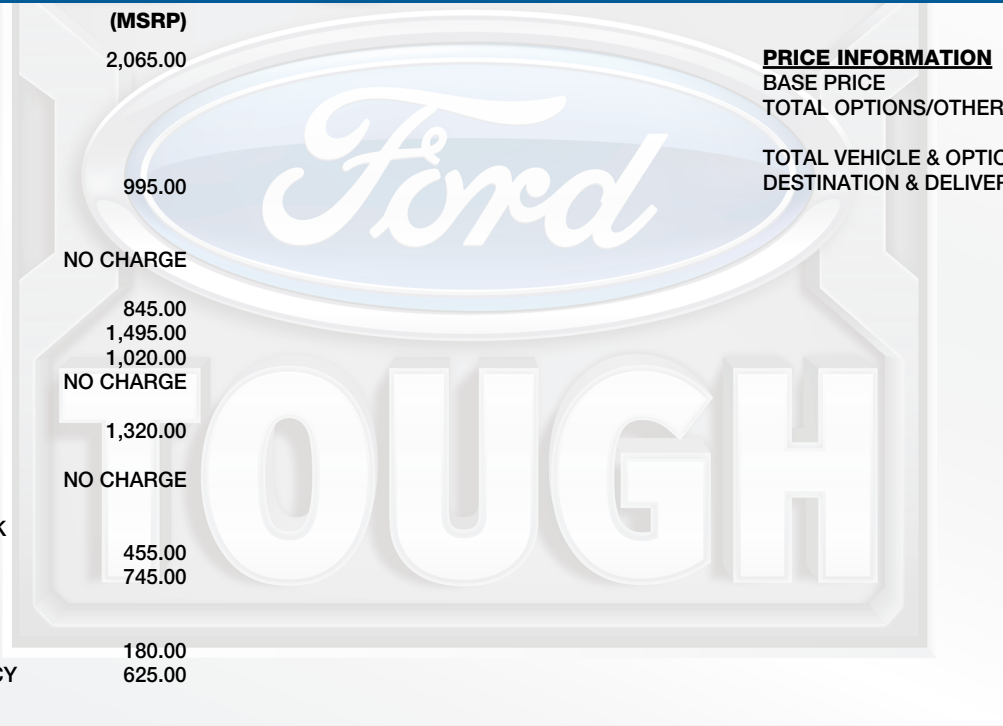 (MSRP)
2,065.00
995.00
NO CHARGE
845.00
1,495.00
1,020.00
NO CHARGE
1,320.00
NO CHARGE
K
455.00
745.00
180.00
CY 625.00
PRICE INFORMATION
BASE PRICE
TOTAL OPTIONS/OTHER
TOTAL VEHICLE & OPTIO
DESTINATION & DELIVER
Ford
TOUGH